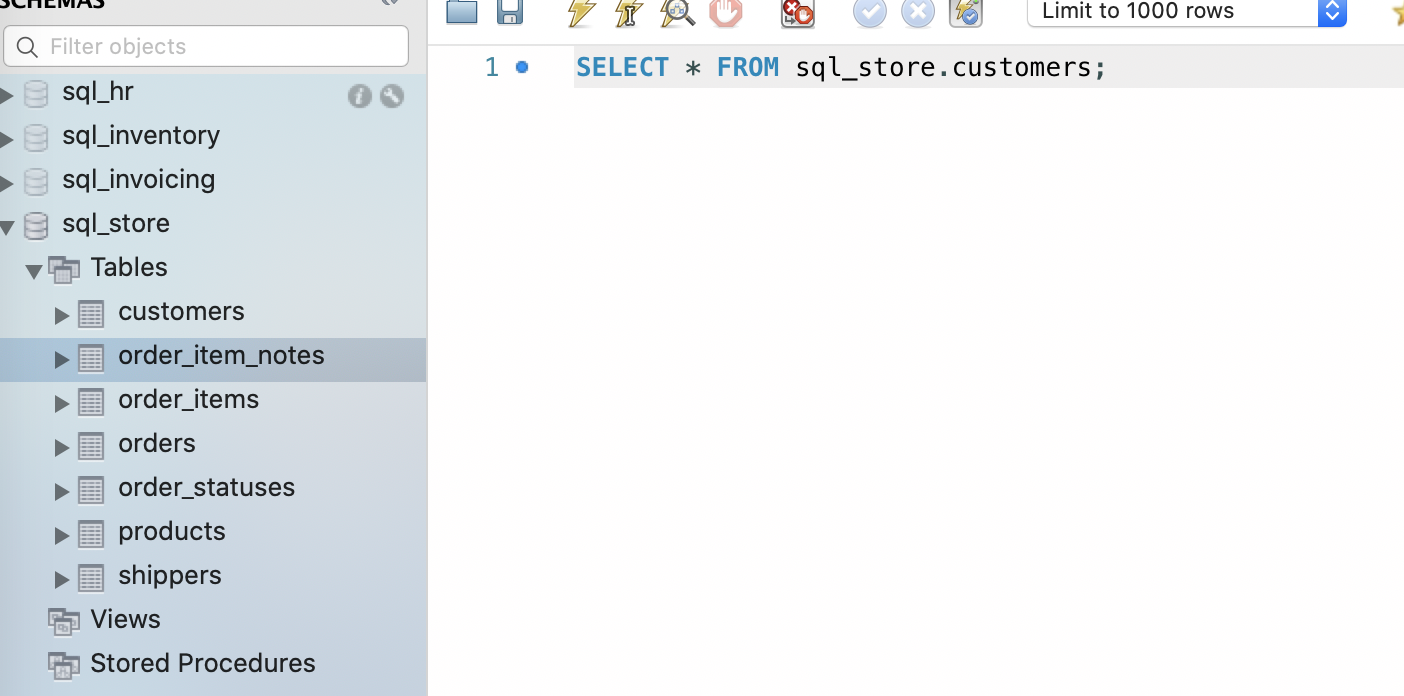 SCHEMAS
Filter objects
sql_hr
sql_inventory
sql_invoicing
sql_store
Tables
customers
order_item_notes
order_items
orders
order_statuses
products
shippers
Views
Stored Procedures
Limit to 1000 rows
1 SELECT * FROM sql_store.customers;